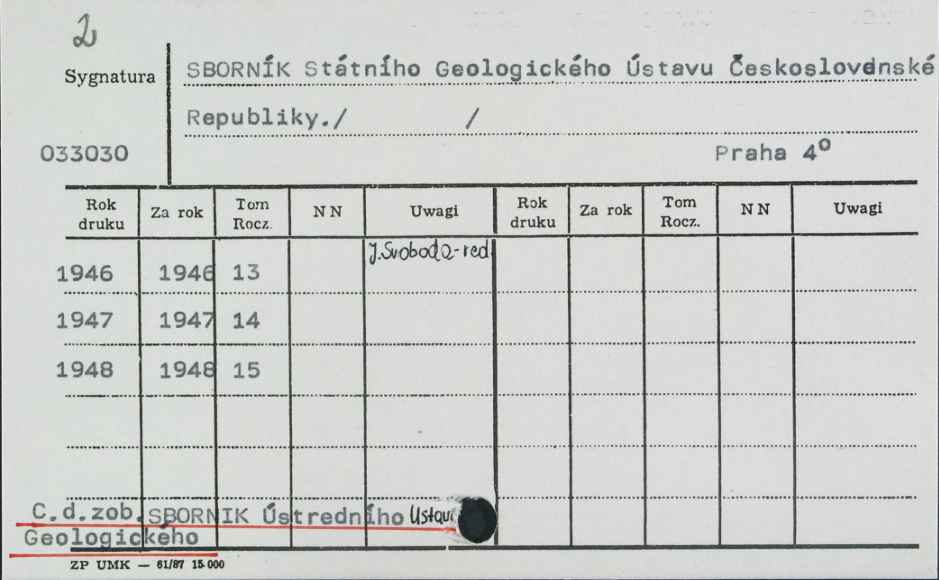 2
Sygnatura
SBORNÍK Státního Geologického Ústavu Československé
Republiky./ /
033030
Praha 4º
Rok druku Za rok Tom Rocz. NN Uwagi Rok druku Za rok Tom Rocz. NN Uwagi
J.Svoboda-red.
1946 1946 13
1947 1947 14
1948 1948 15
C.d.zob. SBORNIK Ústredního
Geologického
ZP UMK — 61/87 15 000